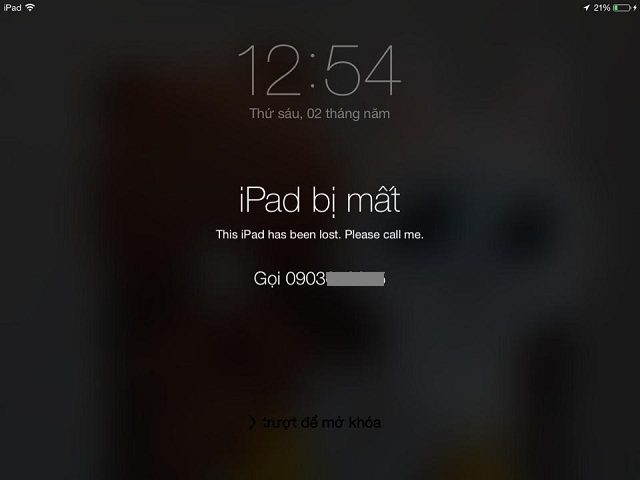 iPad 21%
12:54
Thứ sáu, 02 tháng năm
iPad bị mất
This iPad has been lost. Please call me.
Gọi 0903
trượt để mở khóa